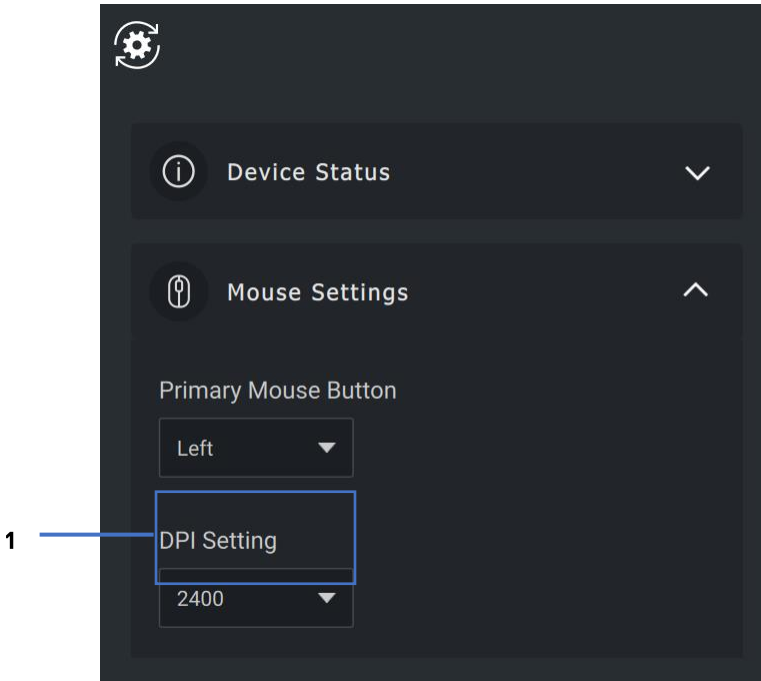 Device Status
Mouse Settings
Primary Mouse Button
Left
1
DPI Setting
2400